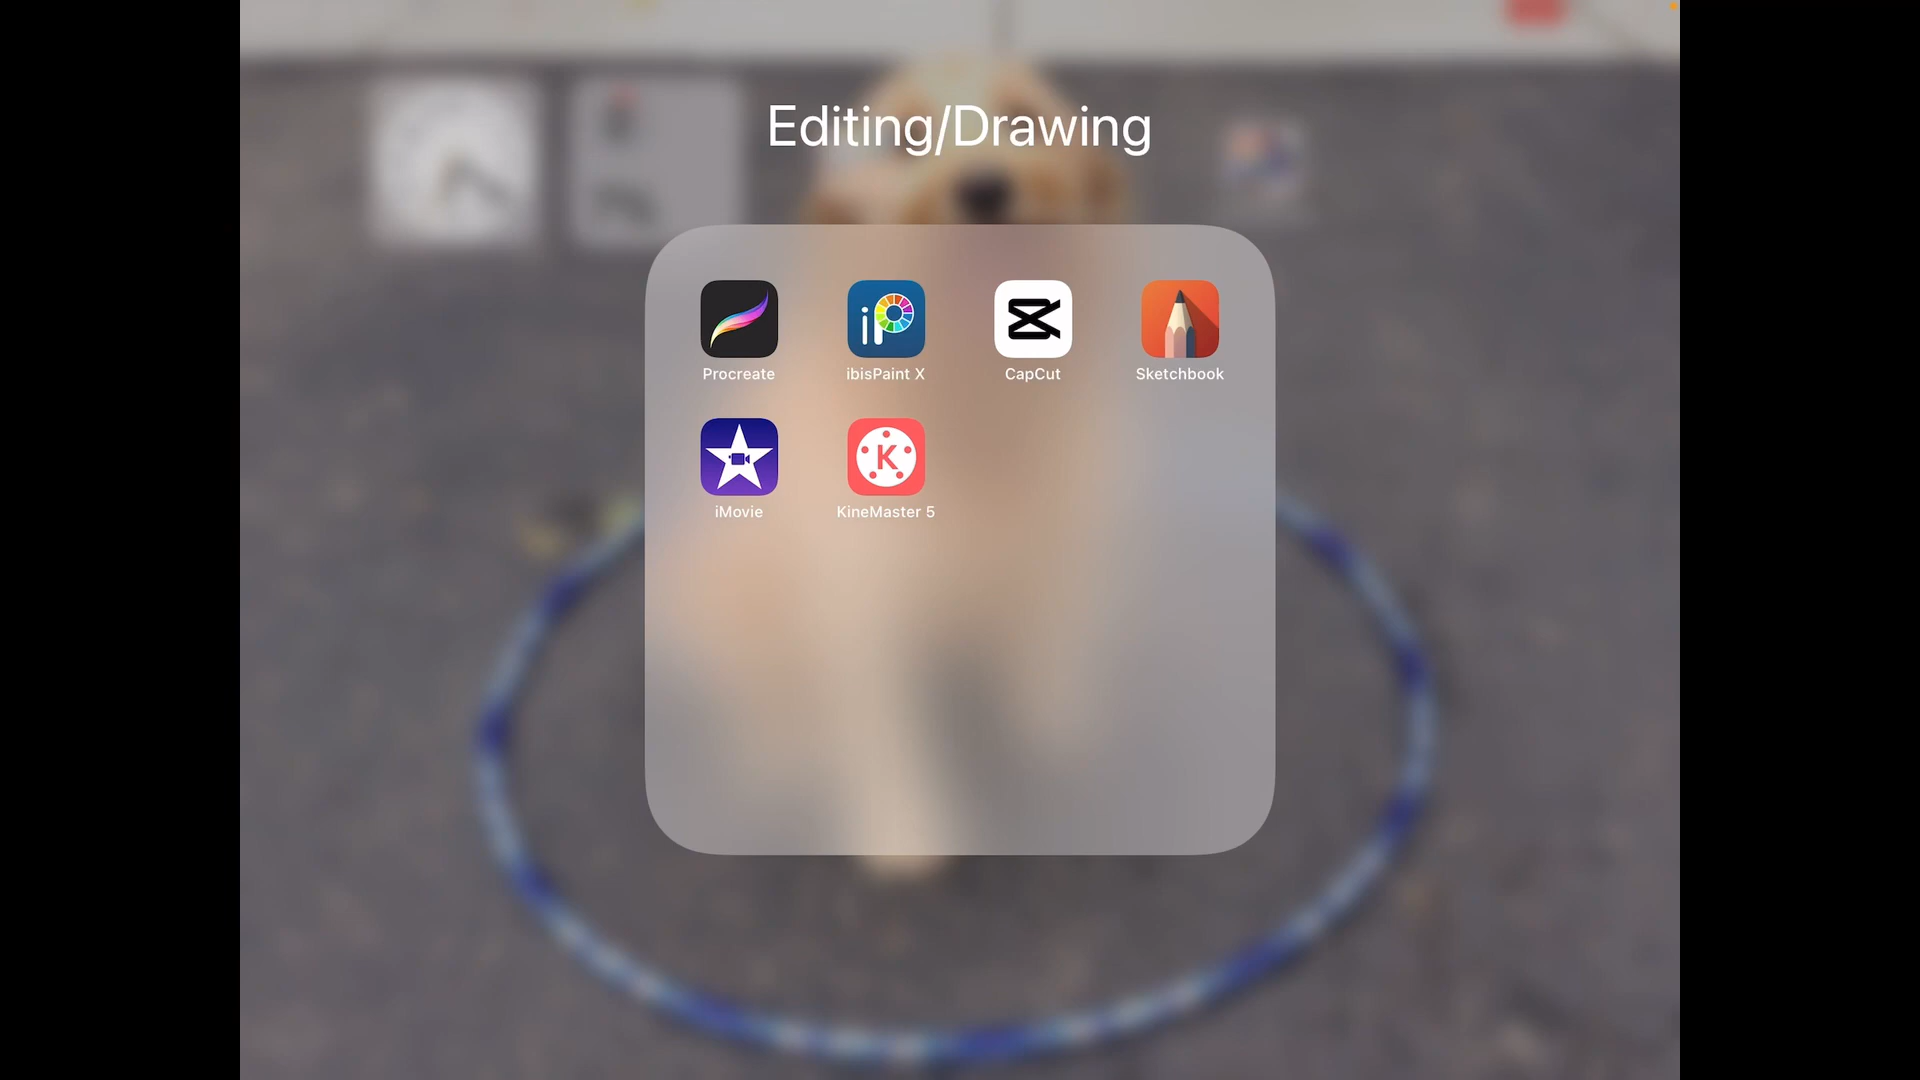 Editing/Drawing
Procreate
ibisPaint X
CapCut
Sketchbook
iMovie
KineMaster 5